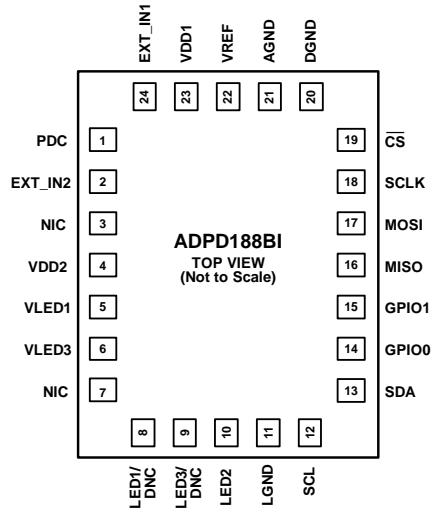 EXT_IN1
VDD1
VREF
AGND
DGND
24
23
22
21
20
PDC 1
EXT_IN2 2
NIC 3
VDD2 4
VLED1 5
VLED3 6
NIC 7
ADPD188BI
TOP VIEW
(Not to Scale)
19 CS
18 SCLK
17 MOSI
16 MISO
15 GPIO1
14 GPIO0
13 SDA
8
9
10
11
12
LED1/
DNC
LED3/
DNC
LED2
LGND
SCL